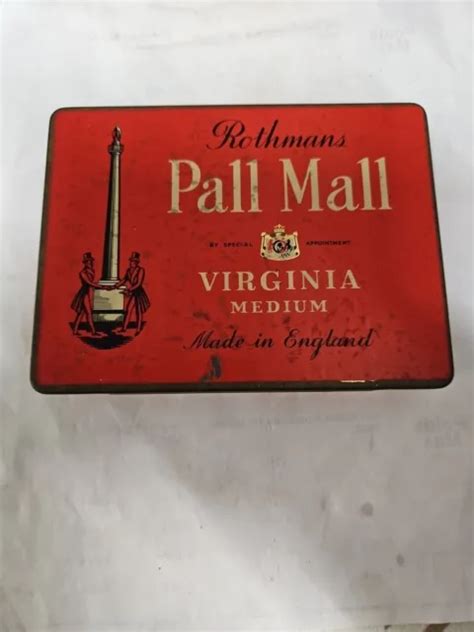 Rothmans
Pall Mall
BY SPECIAL APPOINTMENT
VIRGINIA
MEDIUM
Made in England